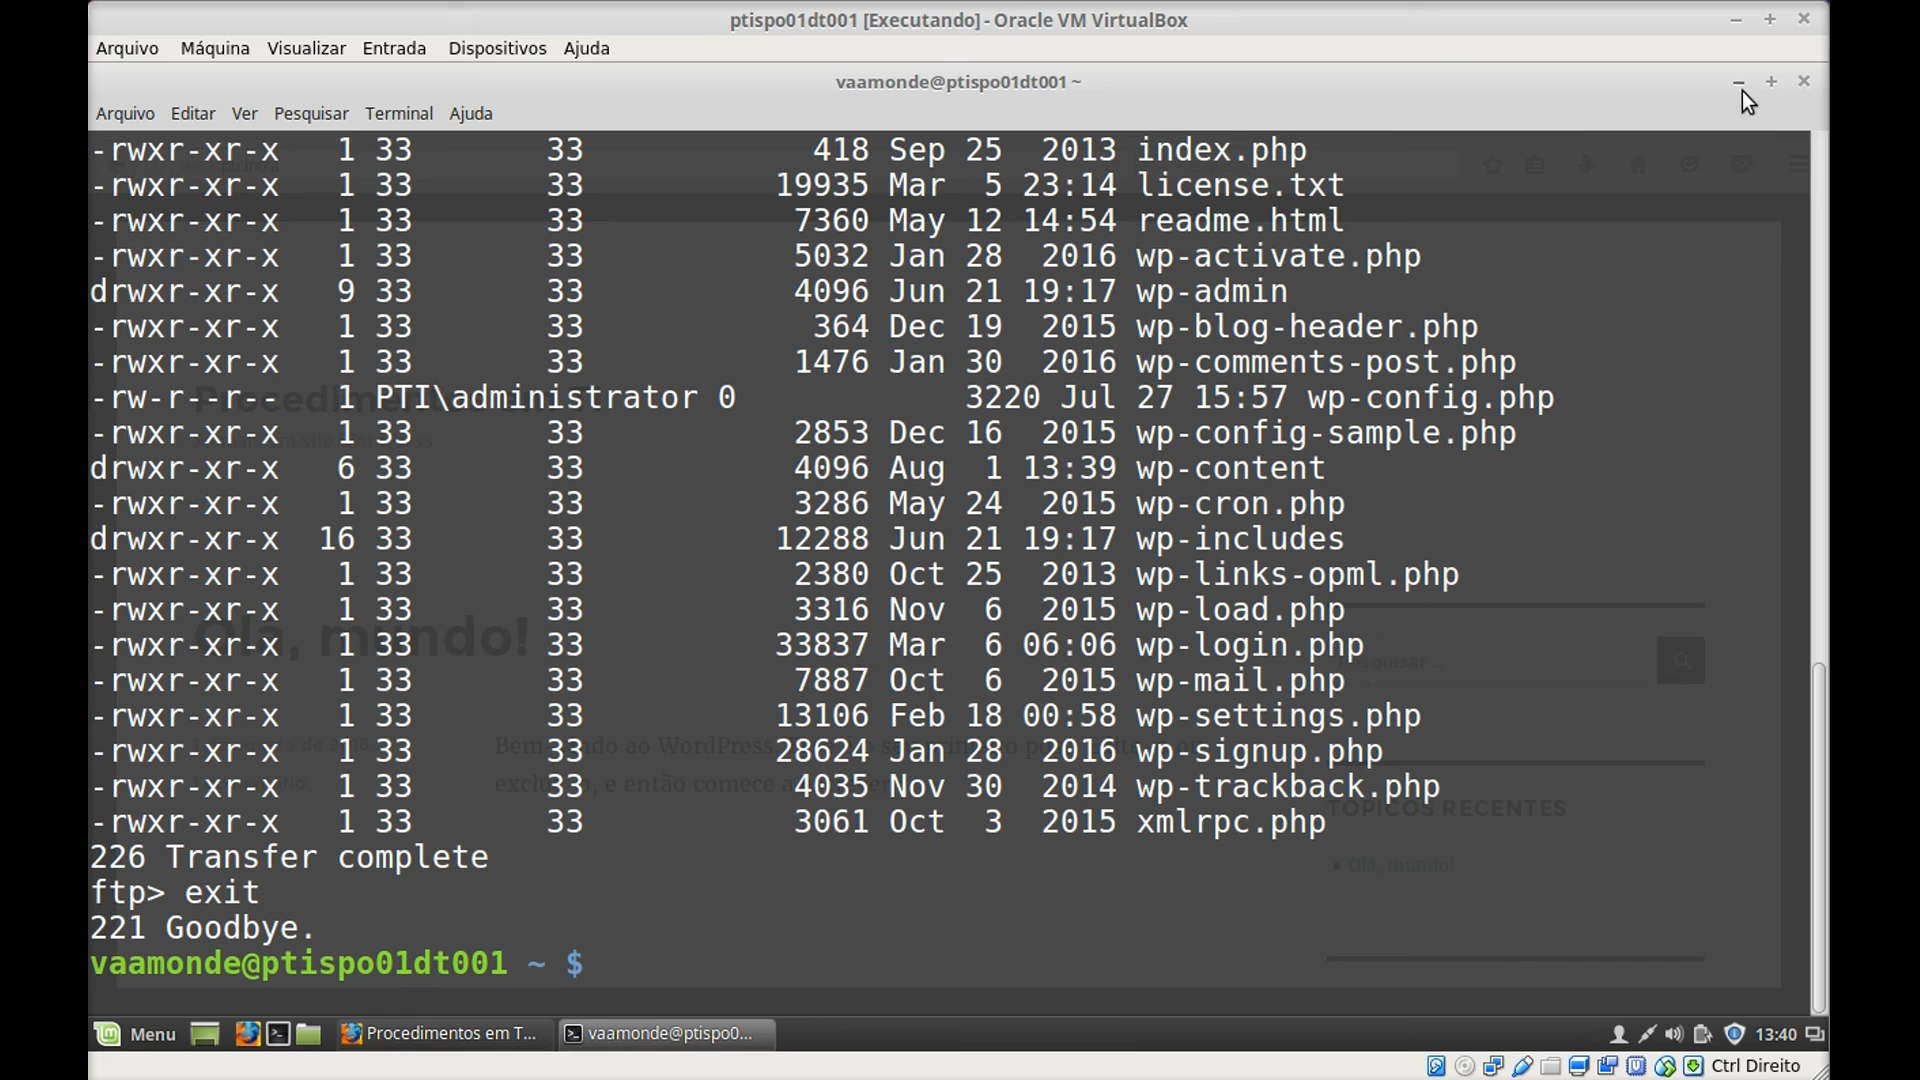 ptispo01dt001 [Executando] - Oracle VM VirtualBox
Arquivo Máquina Visualizar Entrada Dispositivos Ajuda
vaamonde@ptispo01dt001 ~
Arquivo Editar Ver Pesquisar Terminal Ajuda
-rwxr-xr-x 1 33 33 418 Sep 25 2013 index.php
-rwxr-xr-x 1 33 33 19935 Mar 5 23:14 license.txt
-rwxr-xr-x 1 33 33 7360 May 12 14:54 readme.html
-rwxr-xr-x 1 33 33 5032 Jan 28 2016 wp-activate.php
drwxr-xr-x 9 33 33 4096 Jun 21 19:17 wp-admin
-rwxr-xr-x 1 33 33 364 Dec 19 2015 wp-blog-header.php
-rwxr-xr-x 1 33 33 1476 Jan 30 2016 wp-comments-post.php
-rw-r--r-- 1 PTI\administrator 0 3220 Jul 27 15:57 wp-config.php
-rwxr-xr-x 1 33 33 2853 Dec 16 2015 wp-config-sample.php
drwxr-xr-x 6 33 33 4096 Aug 1 13:39 wp-content
-rwxr-xr-x 1 33 33 3286 May 24 2015 wp-cron.php
drwxr-xr-x 16 33 33 12288 Jun 21 19:17 wp-includes
-rwxr-xr-x 1 33 33 2380 Oct 25 2013 wp-links-opml.php
-rwxr-xr-x 1 33 33 3316 Nov 6 2015 wp-load.php
Olá, mundo!
-rwxr-xr-x 1 33 33 33837 Mar 6 06:06 wp-login.php
Pesquisar ...
-rwxr-xr-x 1 33 33 7887 Oct 6 2015 wp-mail.php
-rwxr-xr-x 1 33 33 13106 Feb 18 00:58 wp-settings.php
-rwxr-xr-x 1 33 33 28624 Jan 28 2016 wp-signup.php
-rwxr-xr-x 1 33 33 4035 Nov 30 2014 wp-trackback.php
TÓPICOS RECENTES
-rwxr-xr-x 1 33 33 3061 Oct 3 2015 xmlrpc.php
226 Transfer complete
• Olá, mundo!
ftp> exit
221 Goodbye.
vaamonde@ptispo01dt001 ~ $
Menu Procedimentos em T... vaamonde@ptispo0... 13:40
Ctrl Direito